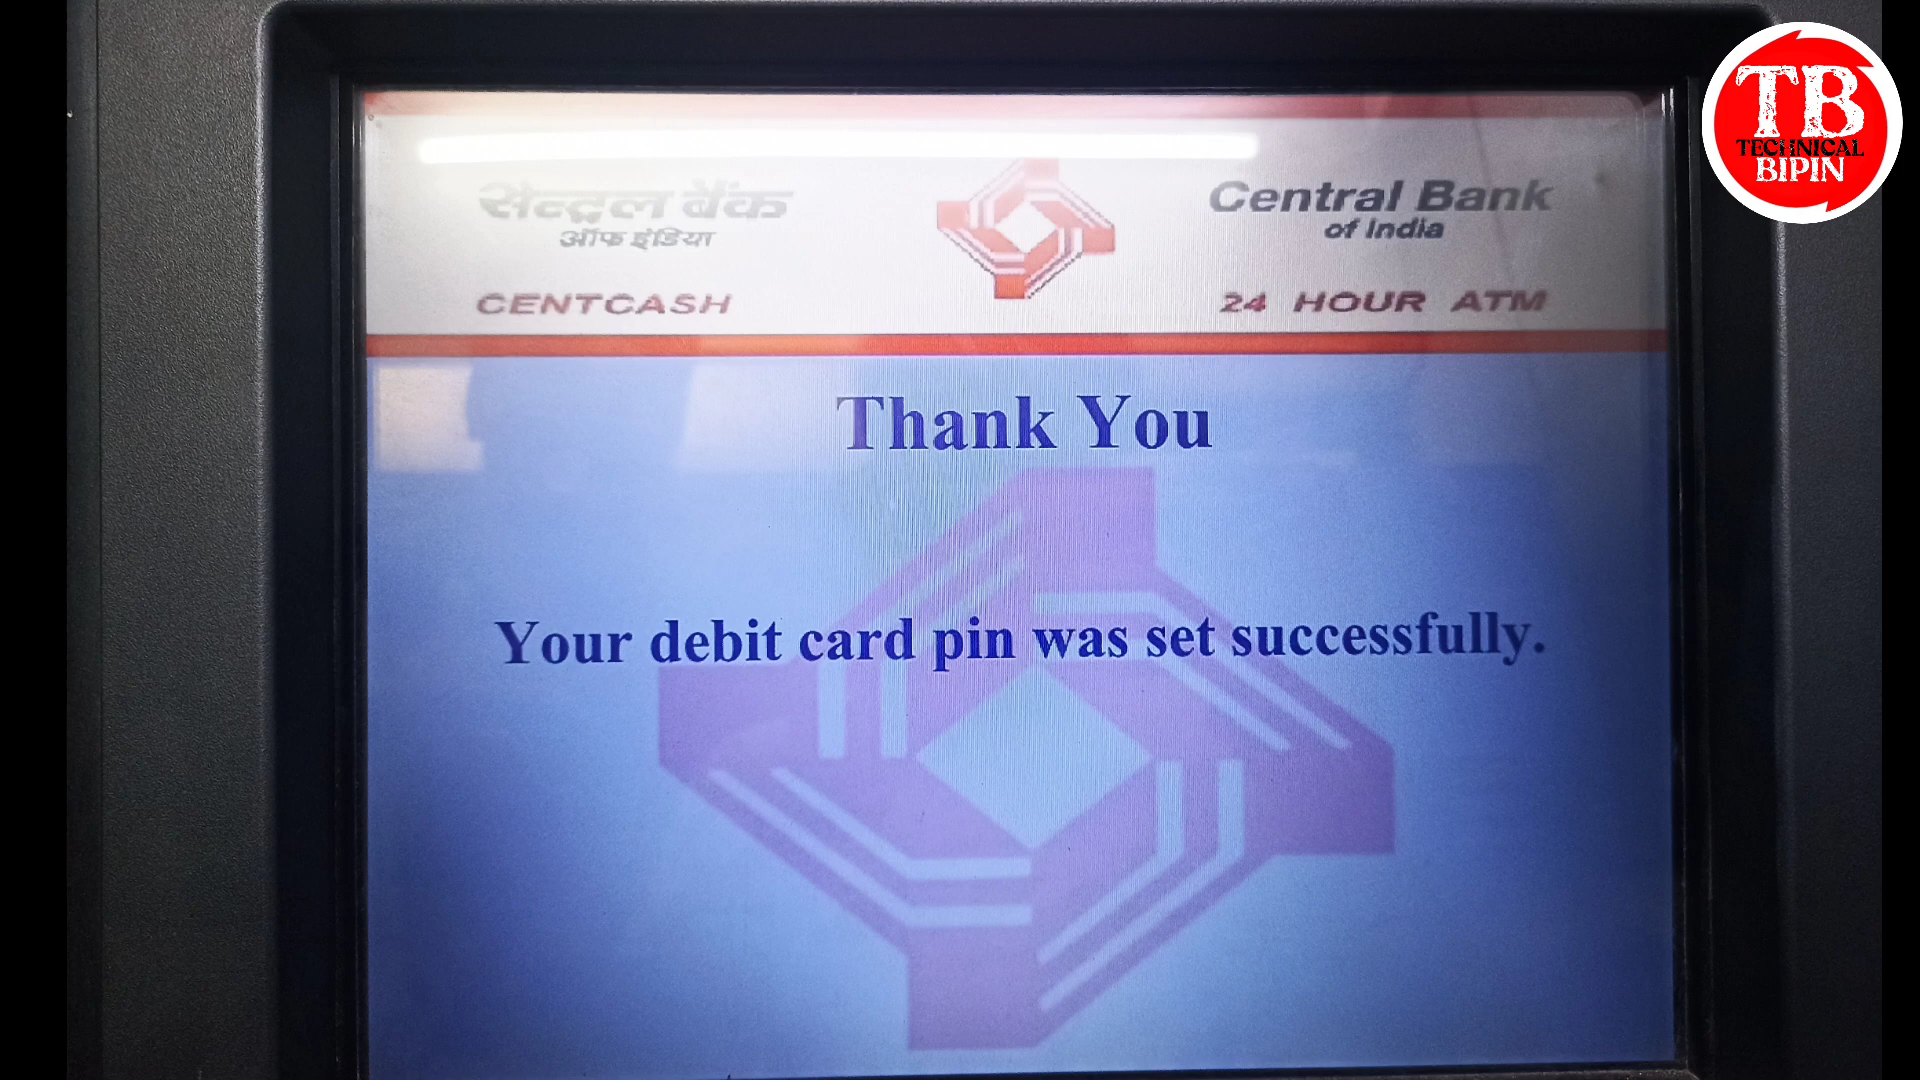 सेन्ट्रल बैंक
ऑफ इंडिया
CENTCASH
Central Bank
of India
24 HOUR ATM
TB
TECHNICAL
BIPIN
Thank You
Your debit card pin was set successfully.